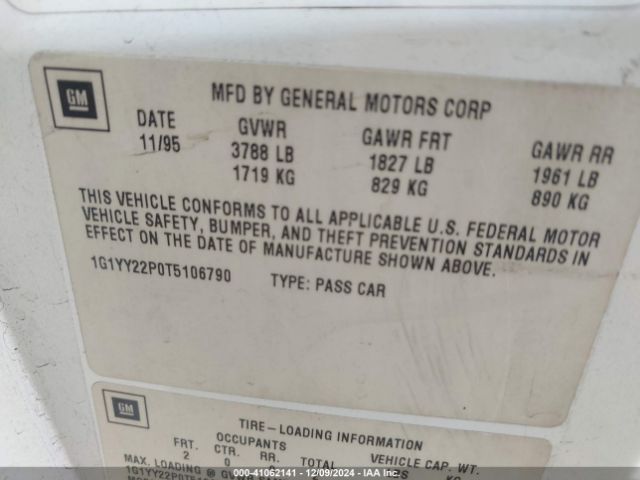 GM
MFD BY GENERAL MOTORS CORP
DATE GVWR GAWR FRT GAWR RR
11/95 3788 LB 1827 LB 1961 LB
1719 KG 829 KG 890 KG
THIS VEHICLE CONFORMS TO ALL APPLICABLE U.S. FEDERAL MOTOR
VEHICLE SAFETY, BUMPER, AND THEFT PREVENTION STANDARDS IN
EFFECT ON THE DATE OF MANUFACTURE SHOWN ABOVE.
1G1YY22P0T5106790 TYPE: PASS CAR
GM
TIRE-LOADING INFORMATION
OCCUPANTS VEHICLE CAP. WT.
FRT. CTR. RR. TOTAL
2 0
MAX. LOADING @
000-41062141 - 12/09/2024 - IAA Inc.